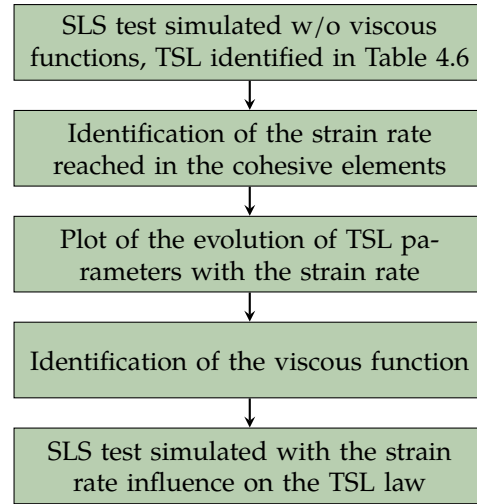 SLS test simulated w/o viscous
functions, TSL identified in Table 4.6
Identification of the strain rate
reached in the cohesive elements
Plot of the evolution of TSL pa-
rameters with the strain rate
Identification of the viscous function
SLS test simulated with the strain
rate influence on the TSL law